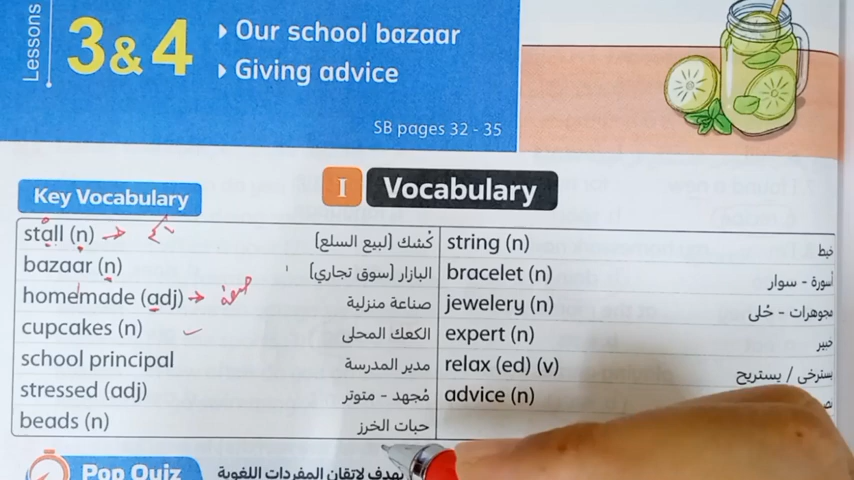 Lessons
3 & 4
Our school bazaar
Giving advice
SB pages 32 - 35
I Vocabulary
Key Vocabulary
stall (n) كُشك (لبيع السلع)
bazaar (n) البازار (سوق تجاري)
homemade (adj) صناعة منزلية
cupcakes (n) الكعك المحلى
school principal مدير المدرسة
stressed (adj) مُجهد - متوتر
beads (n) حبات الخرز
string (n) خيط
bracelet (n) أسورة - سوار
jewelery (n) مجوهرات - حُلى
expert (n) خبير
relax (ed) (v) يسترخى / يستريح
advice (n)
Pop Quiz يهدف لإتقان المفردات اللغوية